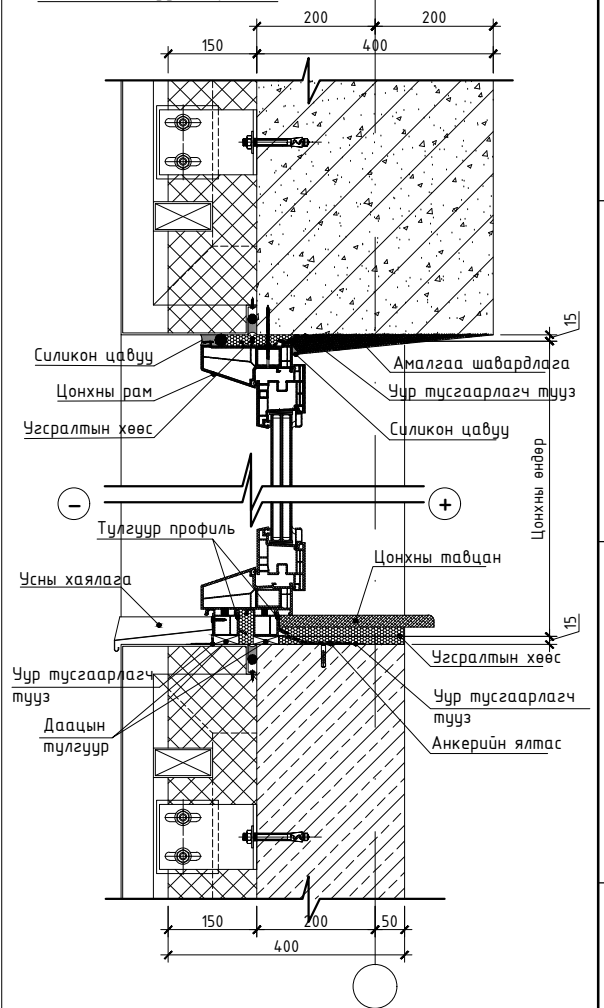 200
200
150
400
15
Силикон цавуу
Амалгаа шавардлага
Цонхны рам
Уур тусгаарлагч тууз
Угсралтын хөөс
Силикон цавуу
Цонхны өндөр
-
+
Тулгуур профиль
Цонхны тавцан
Усны хаялага
15
Угсралтын хөөс
Уур тусгаарлагч
тууз
Уур тусгаарлагч
тууз
Даацын
тулгуур
Анкерийн ялтас
150
200
50
400